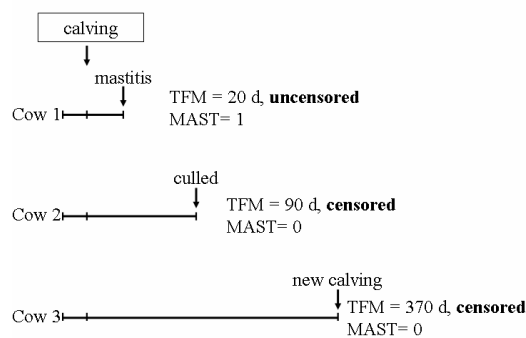 calving
mastitis
TFM = 20 d, uncensored
Cow 1
MAST= 1
culled
TFM = 90 d, censored
Cow 2
MAST= 0
new calving
TFM = 370 d, censored
Cow 3
MAST= 0